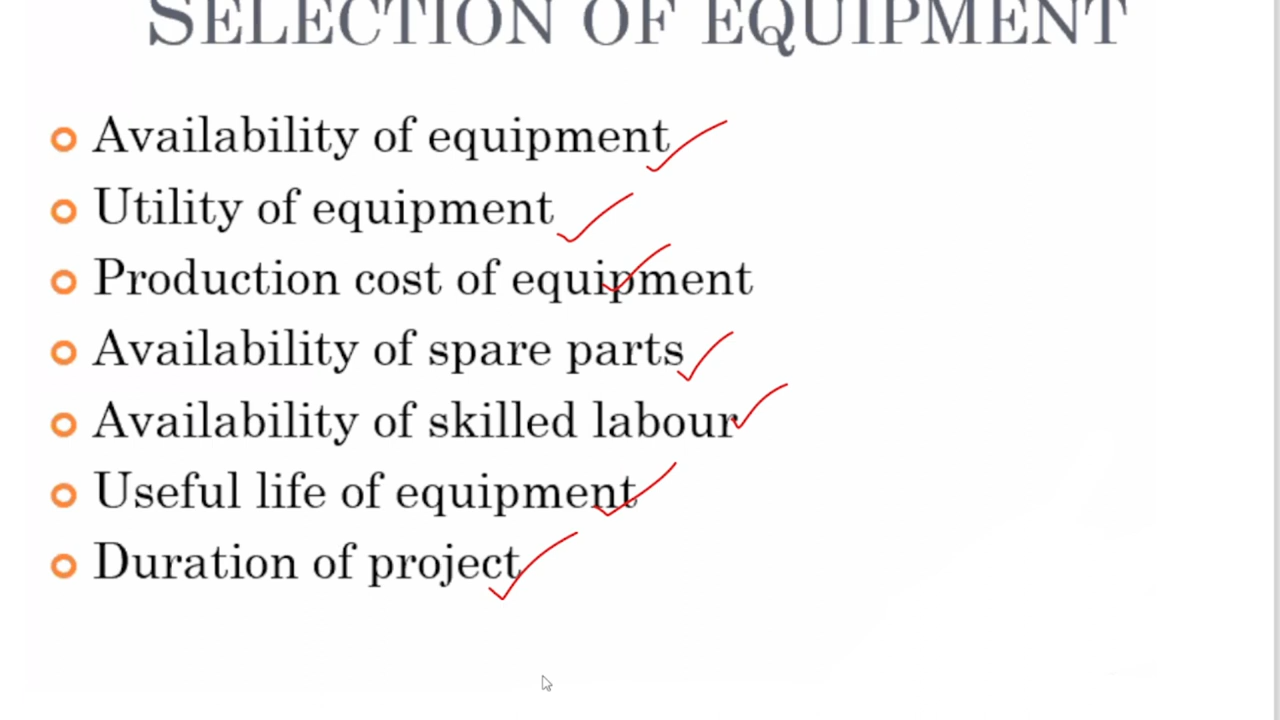 SELECTION OF EQUIPMENT
Availability of equipment
Utility of equipment
Production cost of equipment
Availability of spare parts
Availability of skilled labour
Useful life of equipment
Duration of project